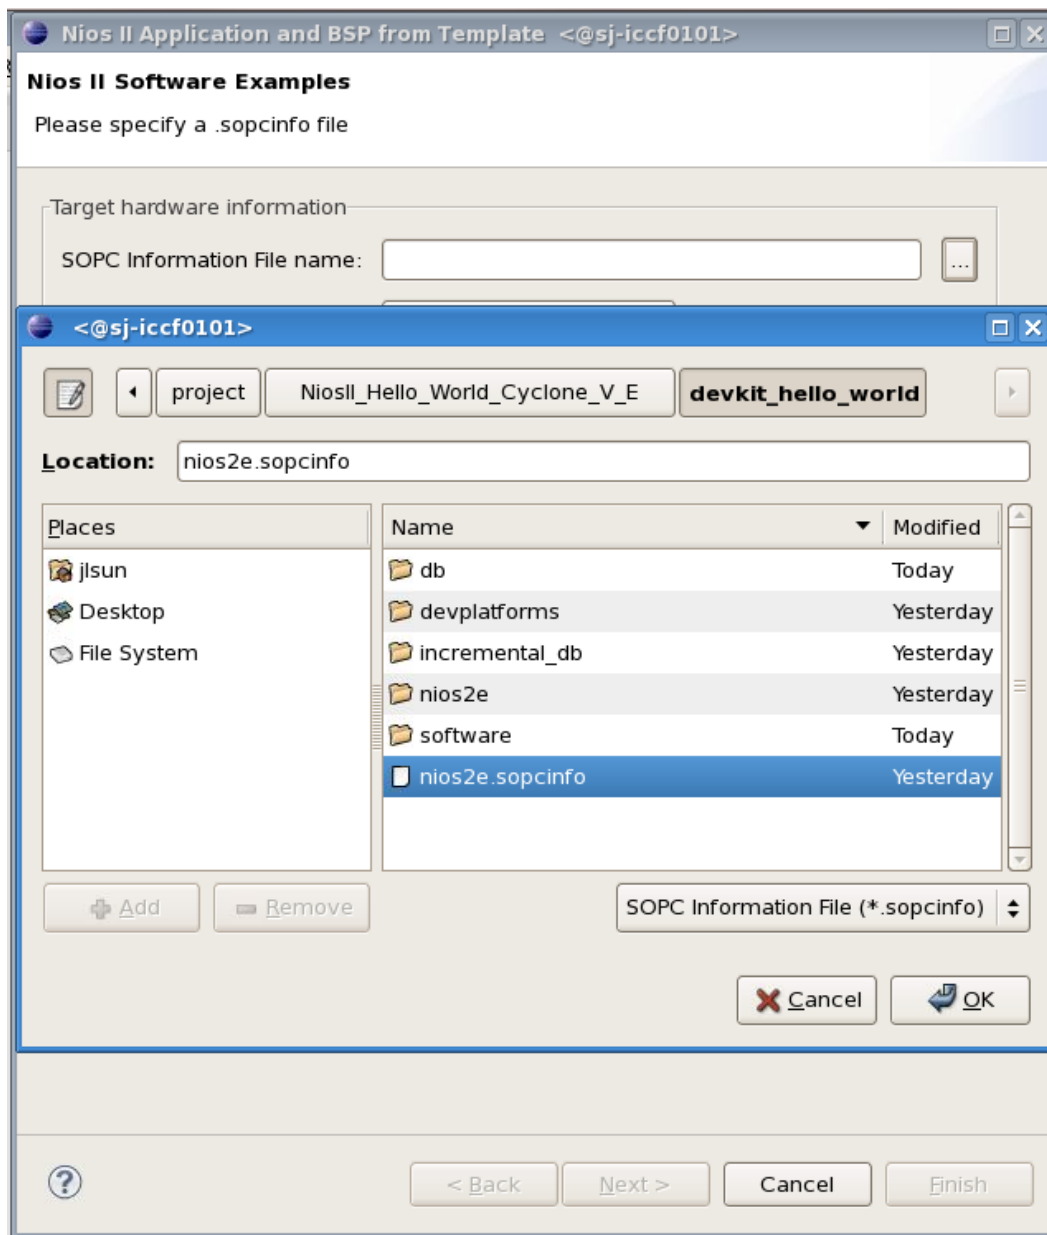 Nios II Application and BSP from Template <@sj-iccf0101>
Nios II Software Examples
Please specify a .sopcinfo file
Target hardware information
SOPC Information File name:
...
<@sj-iccf0101>
project NiosII_Hello_World_Cyclone_V_E devkit_hello_world
Location: nios2e.sopcinfo
Places Name Modified
jlsun db Today
Desktop devplatforms Yesterday
File System incremental_db Yesterday
nios2e Yesterday
software Today
nios2e.sopcinfo Yesterday
Add Remove SOPC Information File (*.sopcinfo)
Cancel OK
? < Back Next > Cancel Finish